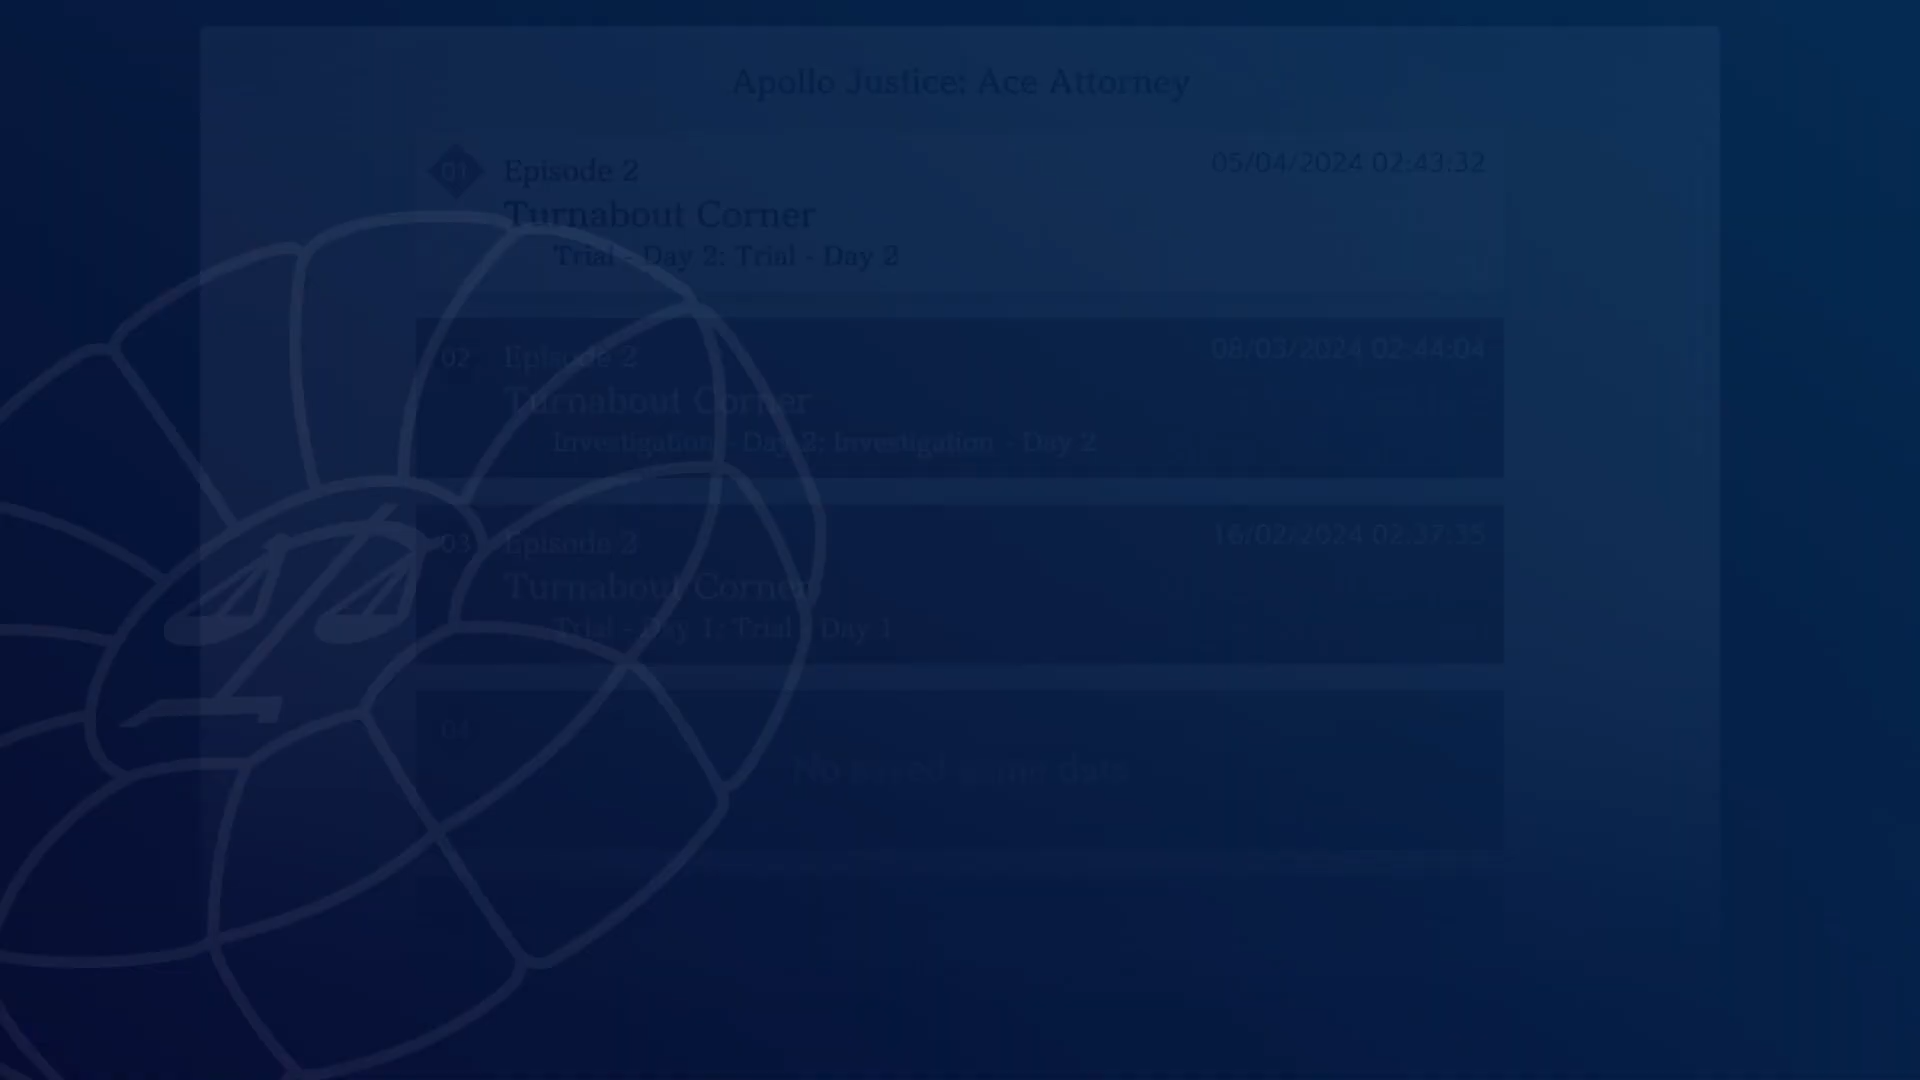 Apollo Justice: Ace Attorney
01 Episode 2 05/04/2024 02:43:32
Turnabout Corner
Trial - Day 2: Trial - Day 2
02 Episode 2 08/03/2024 02:44:04
Turnabout Corner
Investigation - Day 2: Investigation - Day 2
03 Episode 2 16/02/2024 02:37:35
Turnabout Corner
Trial - Day 1: Trial - Day 1
04
No saved game data